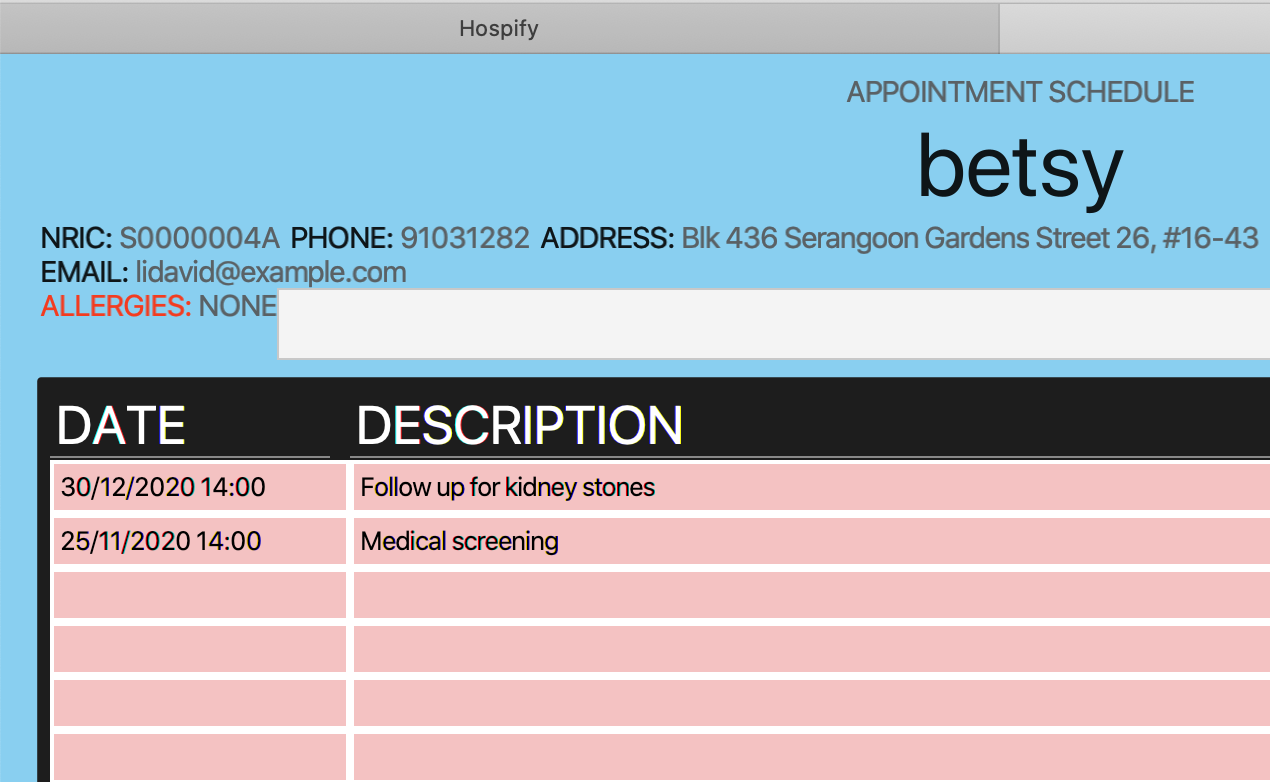 Hospify
APPOINTMENT SCHEDULE
betsy
NRIC: S0000004A PHONE: 91031282 ADDRESS: Blk 436 Serangoon Gardens Street 26, #16-43
EMAIL: lidavid@example.com
ALLERGIES: NONE
DATE DESCRIPTION
30/12/2020 14:00 Follow up for kidney stones
25/11/2020 14:00 Medical screening